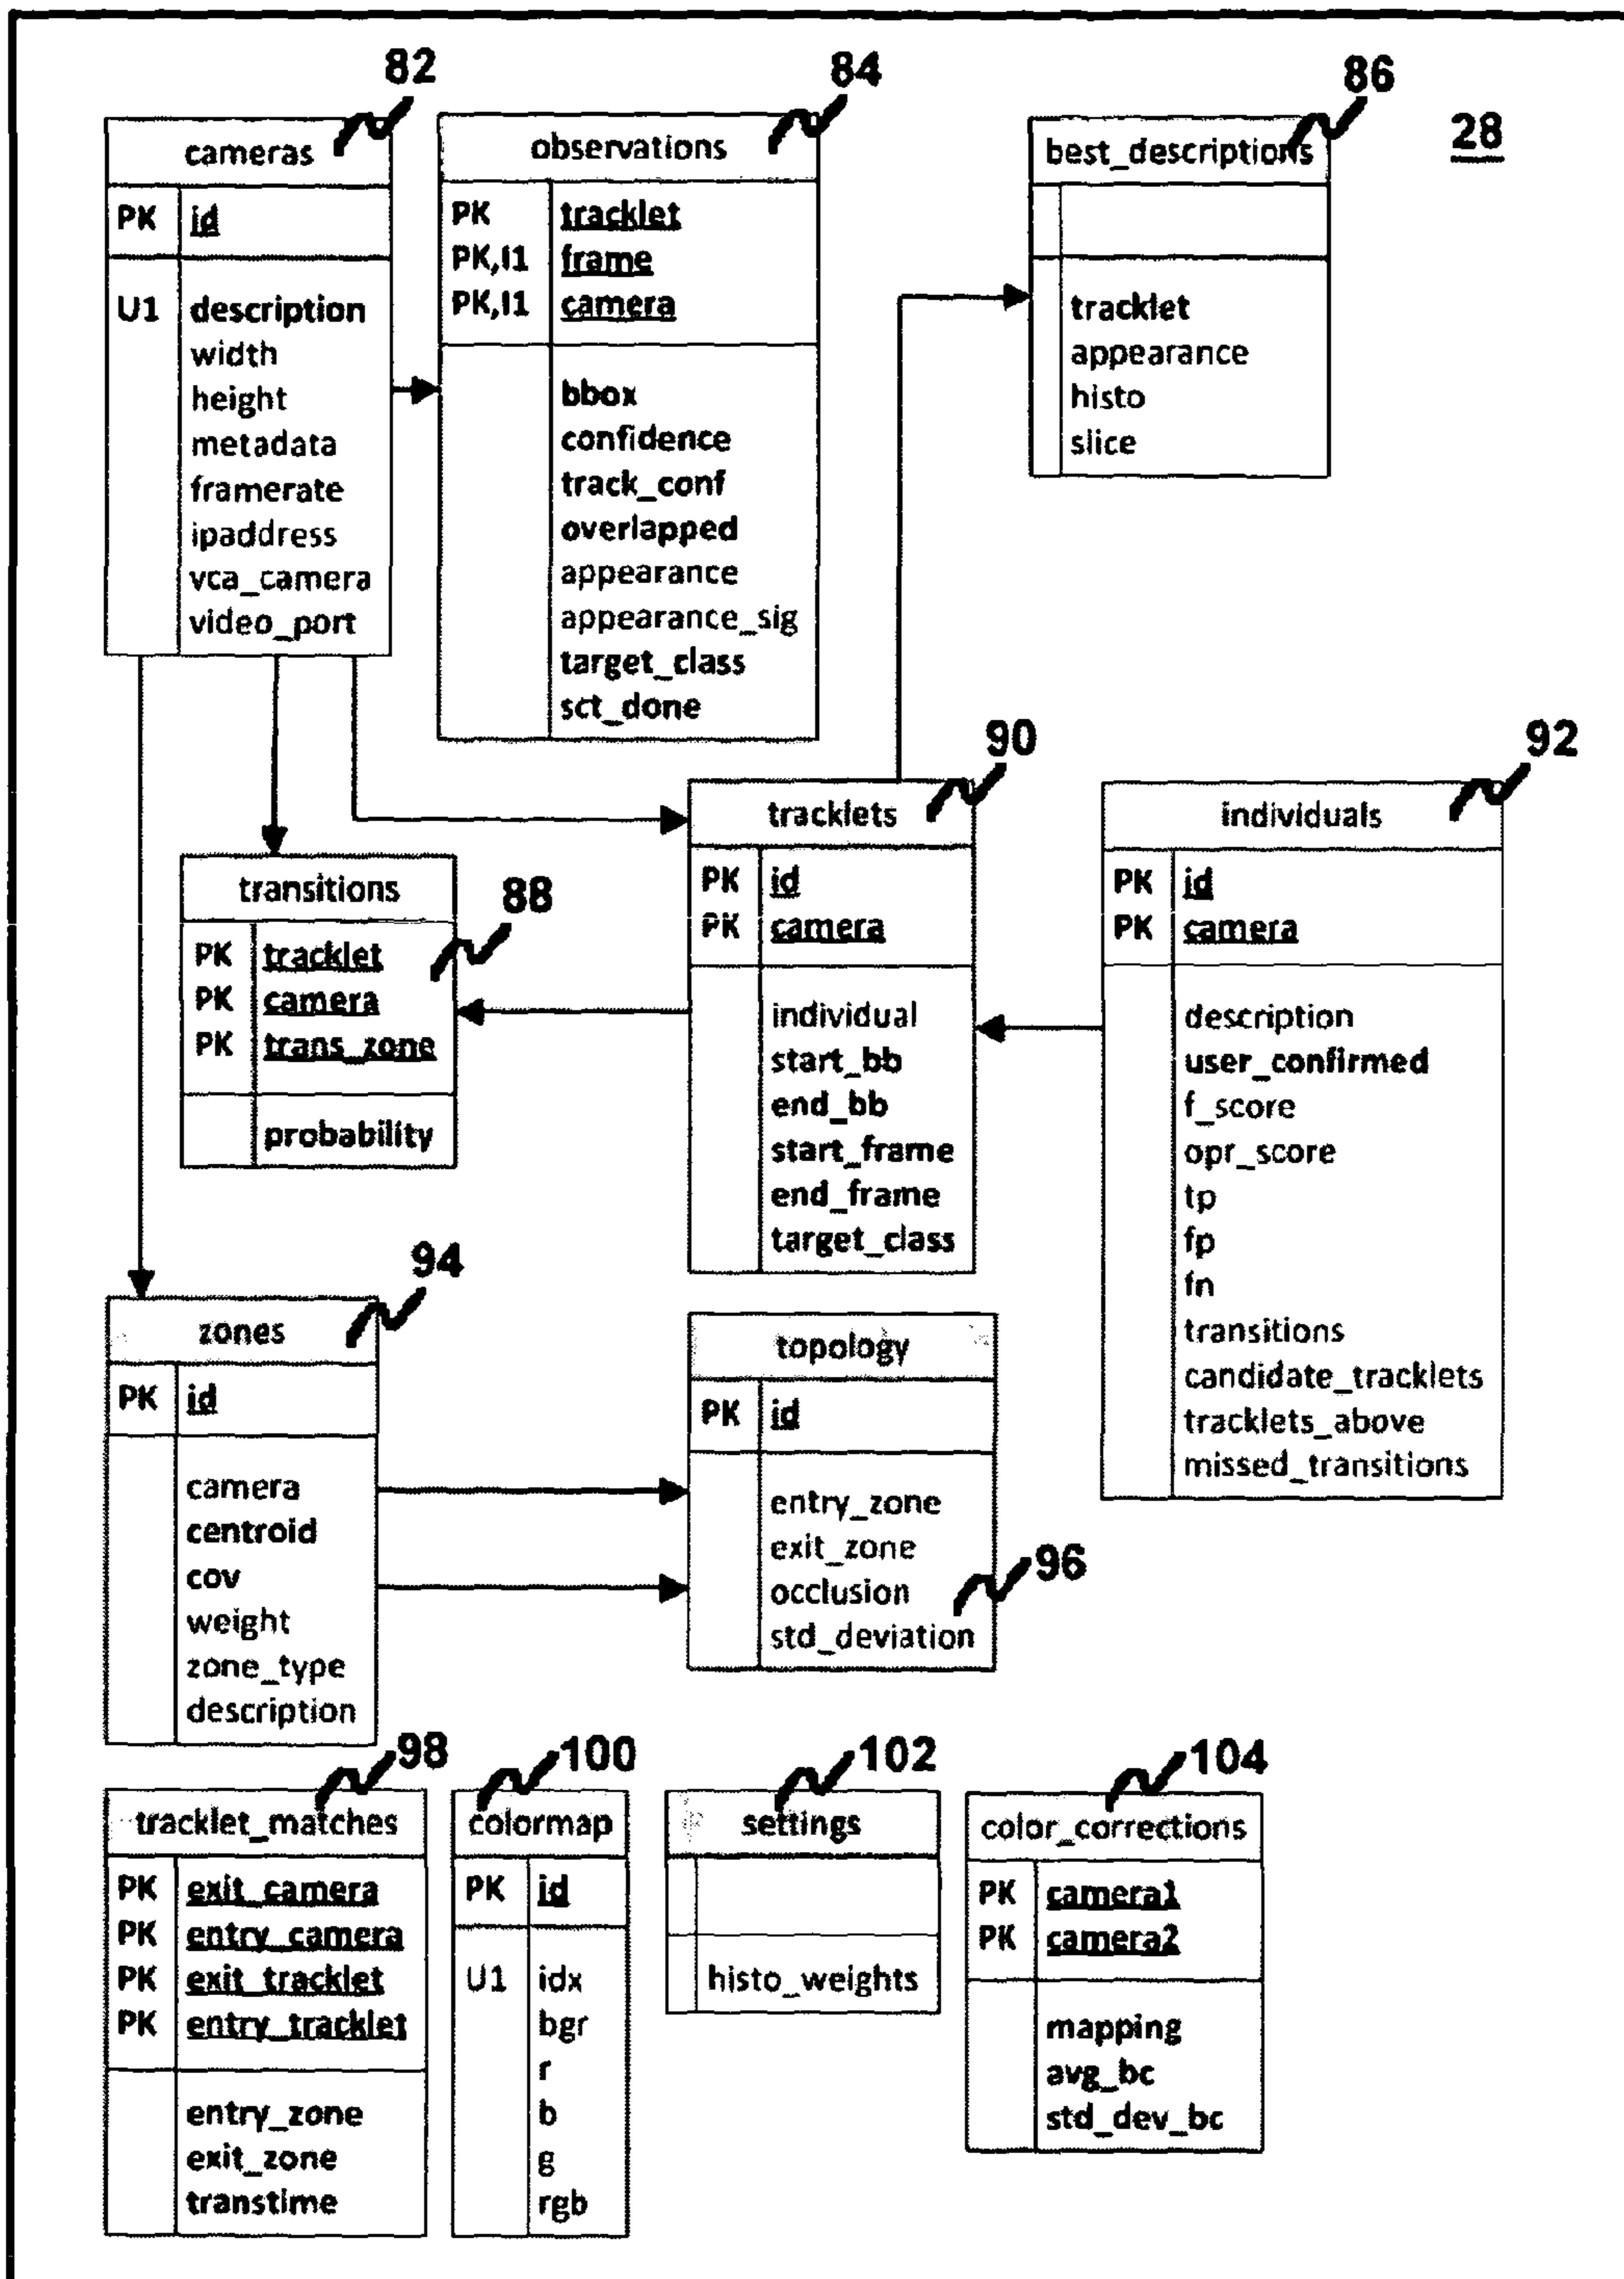 28
82
cameras
PK id
U1 description
width
height
metadata
framerate
ipaddress
vca_camera
video_port
84
observations
PK tracklet
PK,I1 frame
PK,I1 camera
bbox
confidence
track_conf
overlapped
appearance
appearance_sig
target_class
sct_done
86
best_descriptions
tracklet
appearance
histo
slice
88
transitions
PK tracklet
PK camera
PK trans_zone
probability
90
tracklets
PK id
PK camera
individual
start_bb
end_bb
start_frame
end_frame
target_class
92
individuals
PK id
PK camera
description
user_confirmed
f_score
opr_score
tp
fp
fn
transitions
candidate_tracklets
tracklets_above
missed_transitions
94
zones
PK id
camera
centroid
cov
weight
zone_type
description
topology
PK id
entry_zone
exit_zone
occlusion
std_deviation
96
98
tracklet_matches
PK exit_camera
PK entry_camera
PK exit_tracklet
PK entry_tracklet
entry_zone
exit_zone
transtime
100
colormap
PK id
U1 idx
bgr
r
b
g
rgb
102
settings
histo_weights
104
color_corrections
PK camera1
PK camera2
mapping
avg_bc
std_dev_bc